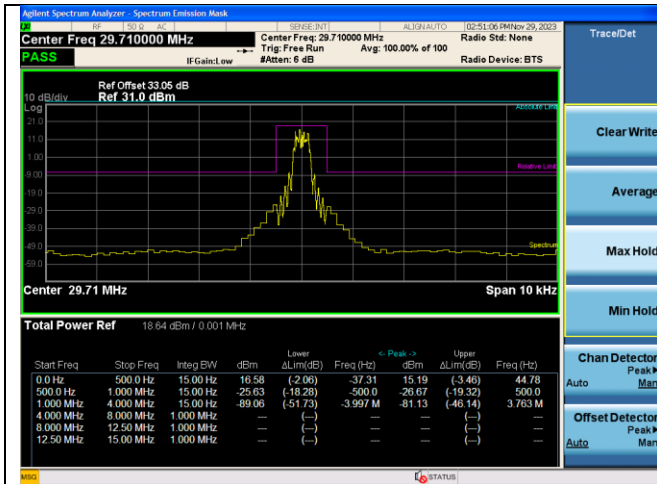 Agilent Spectrum Analyzer - Spectrum Emission Mask
RF 50 Ω AC SENSE:INT ALIGN AUTO 02:51:06 PM Nov 29, 2023
Center Freq 29.710000 MHz Center Freq: 29.710000 MHz Radio Std: None
Trig: Free Run Avg: 100.00% of 100
PASS IFGain:Low #Atten: 6 dB Radio Device: BTS
Trace/Det
Ref Offset 33.05 dB
10 dB/div Ref 31.0 dBm
Log
Absolute Limit
21.0
11.0
1.00
Relative Limit
-9.00
-19.0
-29.0
-39.0
-49.0
Spectrum
-59.0
Center 29.71 MHz Span 10 kHz
Clear Write
Average
Max Hold
Min Hold
Chan Detector
Peak
Auto Man
Offset Detector
Peak
Auto Man
Total Power Ref 18.64 dBm / 0.001 MHz
Lower <- Peak -> Upper
Start Freq Stop Freq Integ BW dBm ΔLim(dB) Freq (Hz) dBm ΔLim(dB) Freq (Hz)
0.0 Hz 500.0 Hz 15.00 Hz 16.58 (-2.06) -37.31 15.19 (-3.46) 44.78
500.0 Hz 1.000 MHz 15.00 Hz -25.63 (-18.28) -500.0 -26.67 (-19.32) 500.0
1.000 MHz 4.000 MHz 15.00 Hz -89.06 (-51.73) -3.997 M -81.13 (-46.14) 3.763 M
4.000 MHz 8.000 MHz 1.000 MHz --- (---) --- --- (---) ---
8.000 MHz 12.50 MHz 1.000 MHz --- (---) --- --- (---) ---
12.50 MHz 15.00 MHz 1.000 MHz --- (---) --- --- (---) ---
MSG STATUS